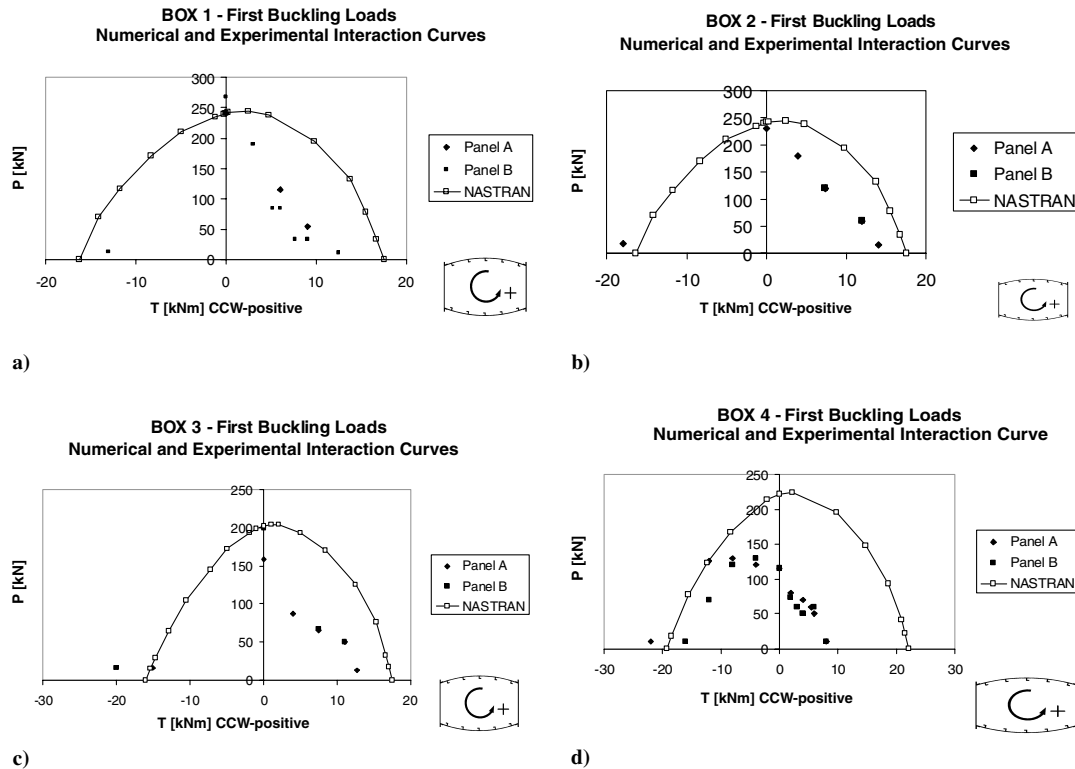 BOX 1 - First Buckling Loads
Numerical and Experimental Interaction Curves
300
250
200
150
100
50
0
-20
-10
0
10
20
P [kN]
T [kNm] CCW-positive
Panel A
Panel B
NASTRAN
+
a)
BOX 2 - First Buckling Loads
Numerical and Experimental Interaction Curves
300
250
200
150
100
50
0
-20
-10
0
10
20
P [kN]
T [kNm] CCW-positive
Panel A
Panel B
NASTRAN
+
b)
BOX 3 - First Buckling Loads
Numerical and Experimental Interaction Curves
250
200
150
100
50
0
-30
-20
-10
0
10
20
P [kN]
T [kNm] CCW-positive
Panel A
Panel B
NASTRAN
+
c)
BOX 4 - First Buckling Loads
Numerical and Experimental Interaction Curve
250
200
150
100
50
0
-30
-20
-10
0
10
20
30
P [kN]
T [kNm] CCW-positive
Panel A
Panel B
NASTRAN
+
d)